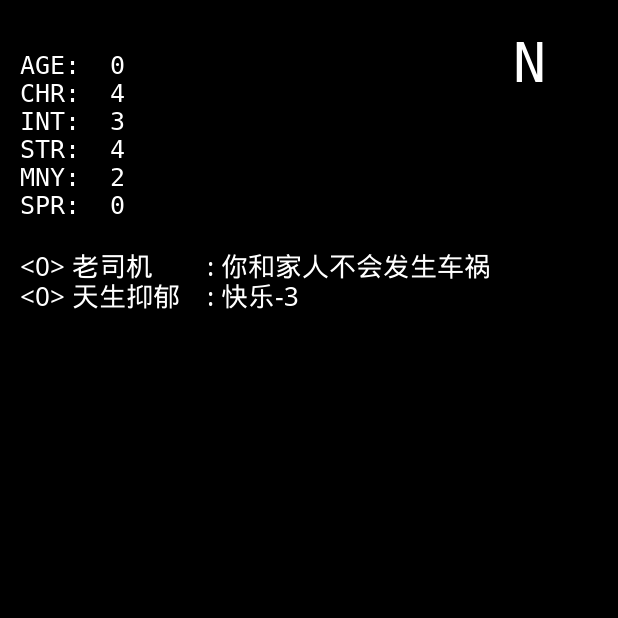 N
AGE: 0
CHR: 4
INT: 3
STR: 4
MNY: 2
SPR: 0
<O> 老司机 : 你和家人不会发生车祸
<O> 天生抑郁 : 快乐-3